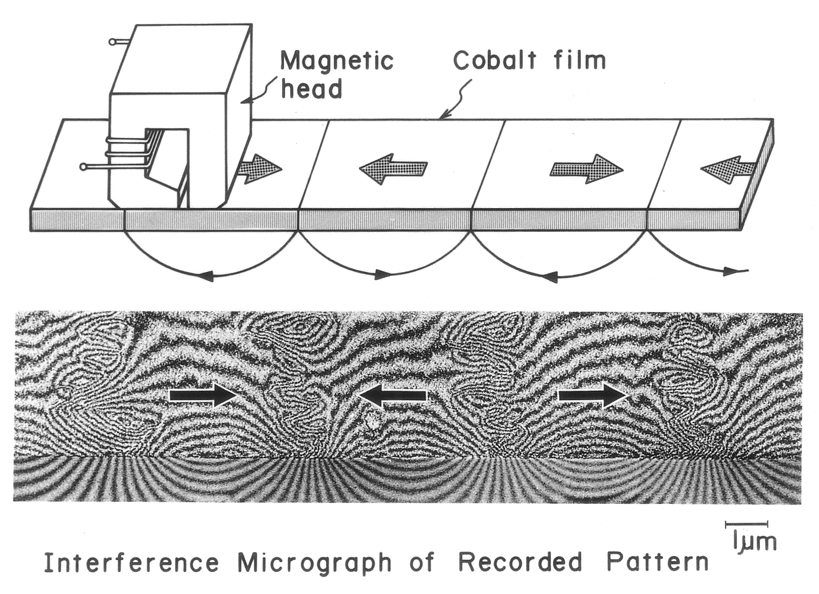 Magnetic
head
Cobalt film
1μm
Interference Micrograph of Recorded Pattern